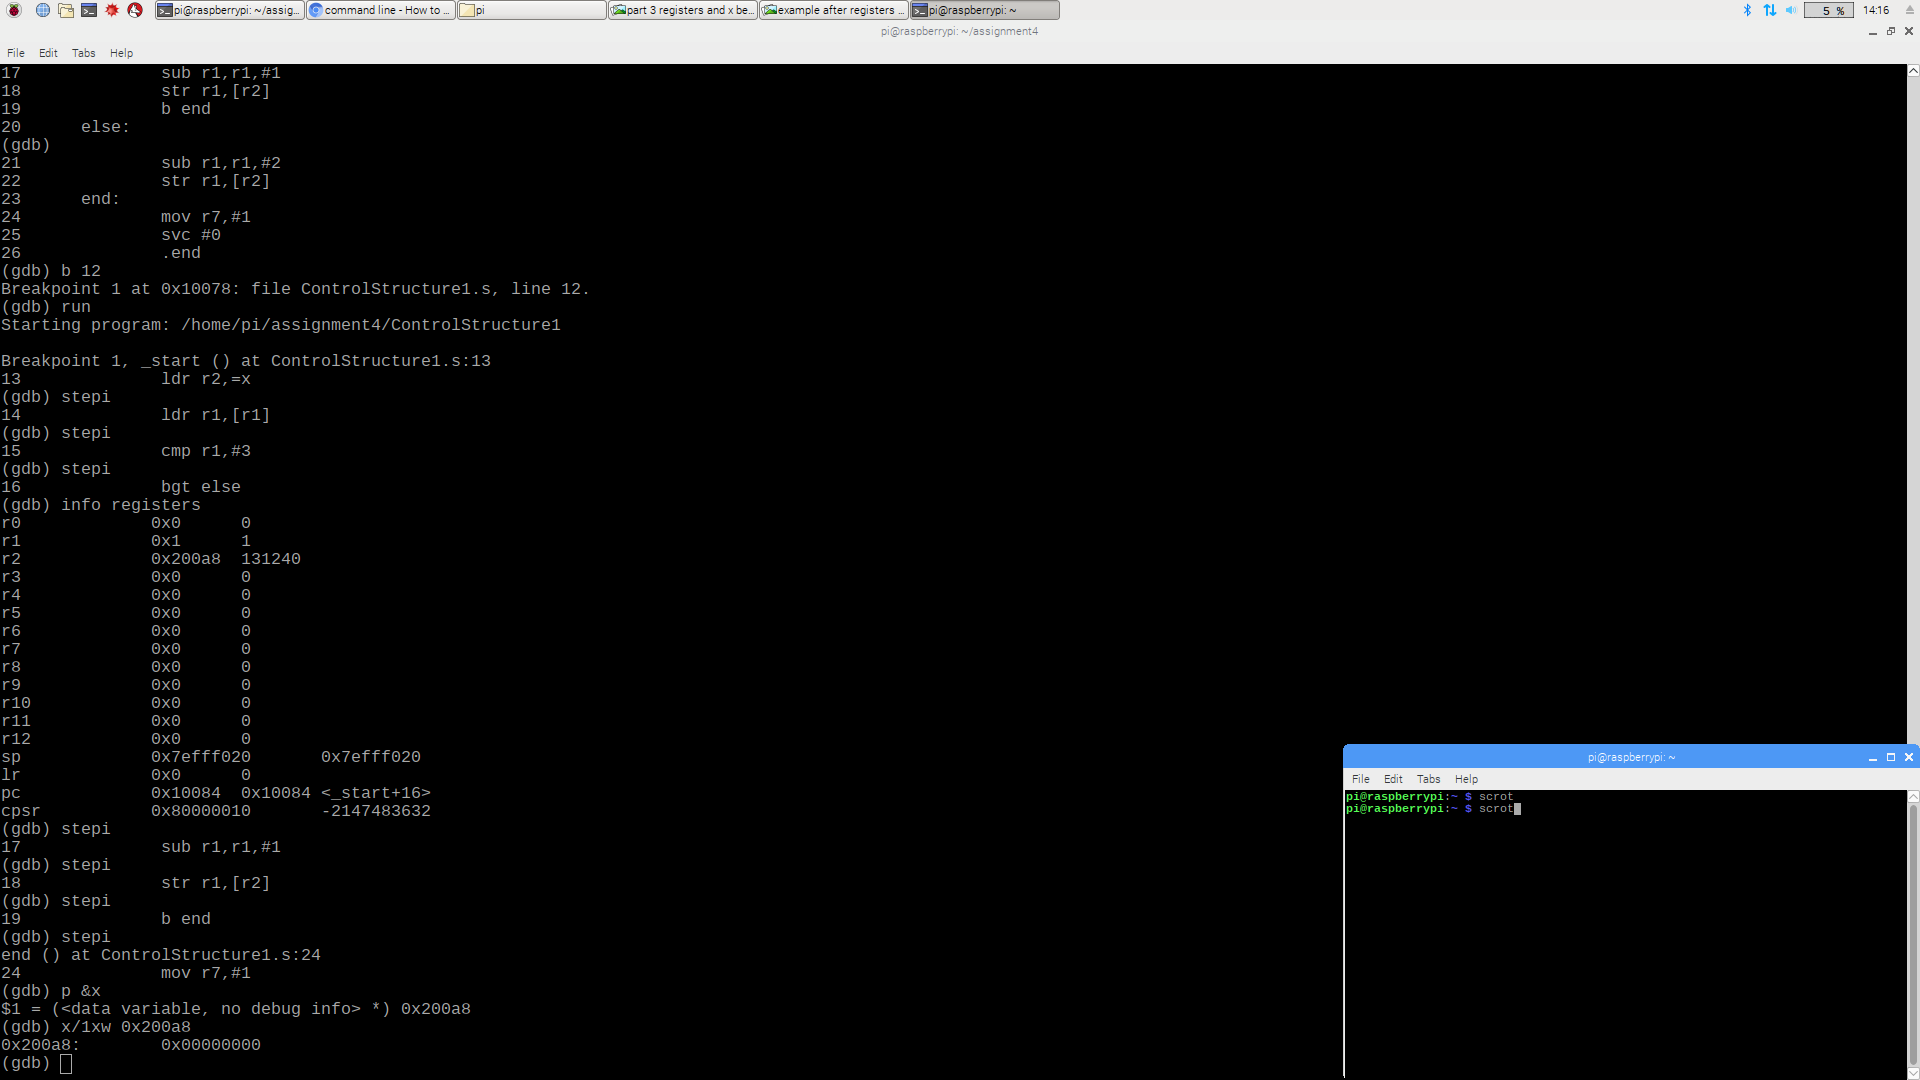 pi@raspberrypi: ~/assig... command line - How to ... pi part 3 registers and x be... example after registers ... pi@raspberrypi: ~ 5 % 14:16
pi@raspberrypi: ~/assignment4
File Edit Tabs Help
17 sub r1,r1,#1
18 str r1,[r2]
19 b end
20 else:
(gdb)
21 sub r1,r1,#2
22 str r1,[r2]
23 end:
24 mov r7,#1
25 svc #0
26 .end
(gdb) b 12
Breakpoint 1 at 0x10078: file ControlStructure1.s, line 12.
(gdb) run
Starting program: /home/pi/assignment4/ControlStructure1
Breakpoint 1, _start () at ControlStructure1.s:13
13 ldr r2,=x
(gdb) stepi
14 ldr r1,[r1]
(gdb) stepi
15 cmp r1,#3
(gdb) stepi
16 bgt else
(gdb) info registers
r0 0x0 0
r1 0x1 1
r2 0x200a8 131240
r3 0x0 0
r4 0x0 0
r5 0x0 0
r6 0x0 0
r7 0x0 0
r8 0x0 0
r9 0x0 0
r10 0x0 0
r11 0x0 0
r12 0x0 0
sp 0x7efff020 0x7efff020
lr 0x0 0
pc 0x10084 0x10084 <_start+16>
cpsr 0x80000010 -2147483632
(gdb) stepi
17 sub r1,r1,#1
(gdb) stepi
18 str r1,[r2]
(gdb) stepi
19 b end
(gdb) stepi
end () at ControlStructure1.s:24
24 mov r7,#1
(gdb) p &x
$1 = (<data variable, no debug info> *) 0x200a8
(gdb) x/1xw 0x200a8
0x200a8: 0x00000000
(gdb)
pi@raspberrypi: ~
File Edit Tabs Help
pi@raspberrypi:~ $ scrot
pi@raspberrypi:~ $ scrot